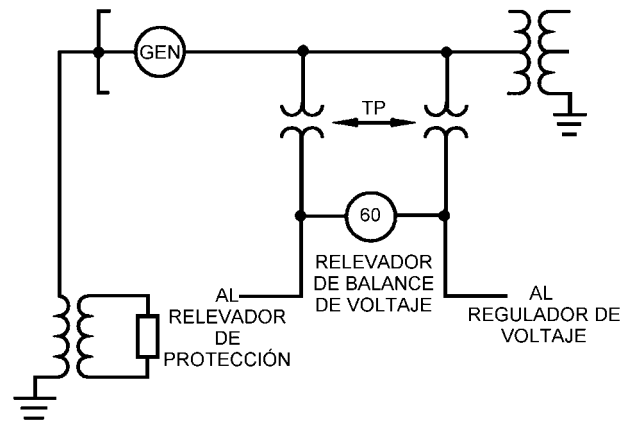 GEN
TP
60
RELEVADOR
DE BALANCE
DE VOLTAJE
AL
RELEVADOR
DE
PROTECCIÓN
AL
REGULADOR DE
VOLTAJE